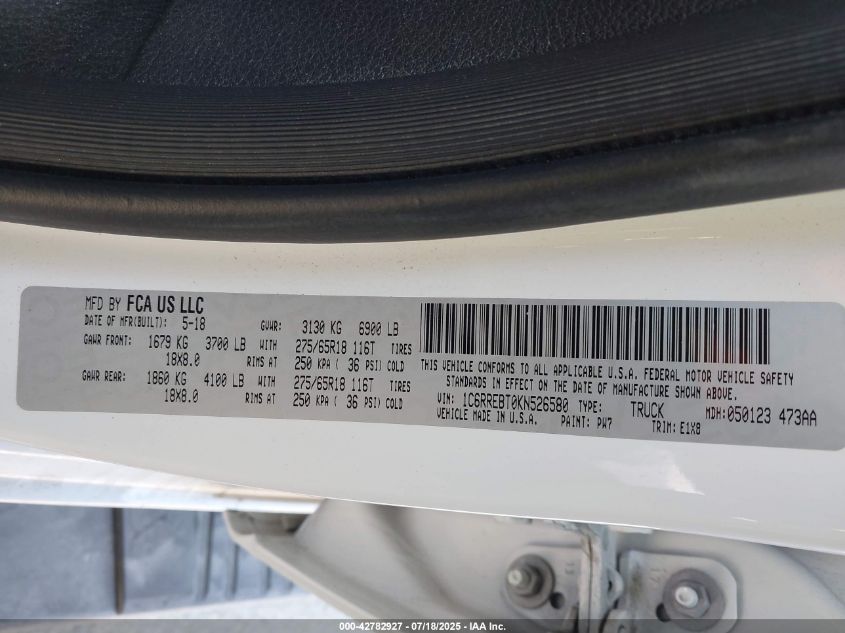 MFD BY FCA US LLC
DATE OF MFR(BUILT): 5-18 GVWR: 3130 KG 6900 LB
GAWR FRONT: 1679 KG 3700 LB WITH 275/65R18 116T TIRES
18X8.0 RIMS AT 250 KPA ( 36 PSI) COLD
GAWR REAR: 1860 KG 4100 LB WITH 275/65R18 116T TIRES
18X8.0 RIMS AT 250 KPA ( 36 PSI) COLD
THIS VEHICLE CONFORMS TO ALL APPLICABLE U.S.A. FEDERAL MOTOR VEHICLE SAFETY
STANDARDS IN EFFECT ON THE DATE OF MANUFACTURE SHOWN ABOVE.
VIN: 1C6RREBT0KN526580 TYPE: TRUCK MDH:050123 473AA
VEHICLE MADE IN U.S.A. PAINT: PW7 TRIM: E1X8
13
17
000-42782927 - 07/18/2025 - IAA Inc.